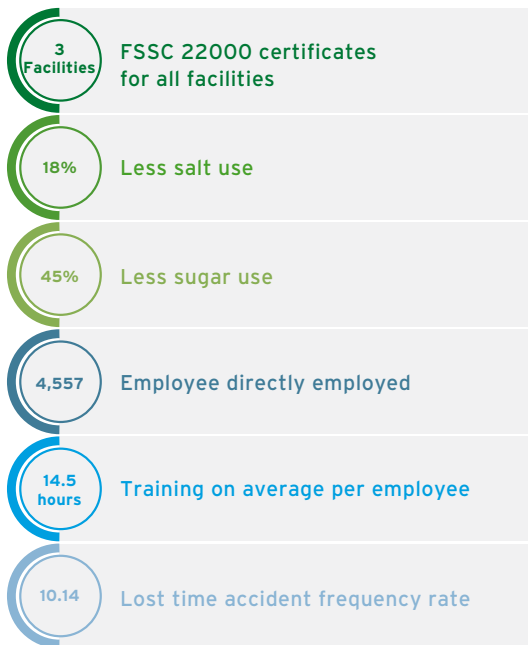 3
Facilities
FSSC 22000 certificates
for all facilities
18%
Less salt use
45%
Less sugar use
4,557
Employee directly employed
14.5
hours
Training on average per employee
10.14
Lost time accident frequency rate